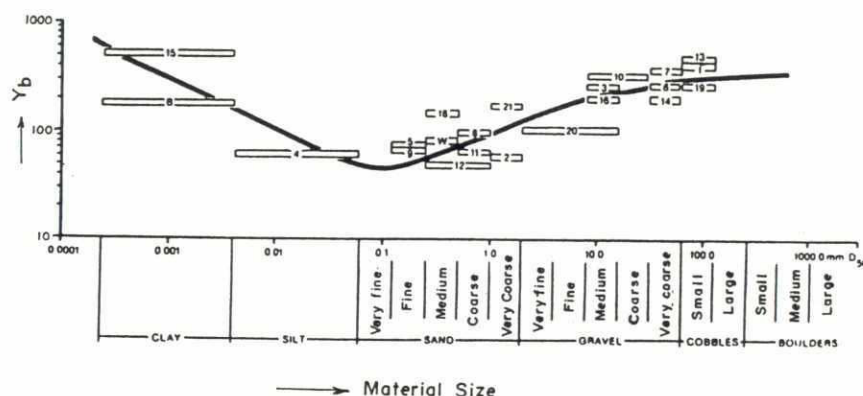 1000
15
13
7
1
10
Yb
8
3
6
19
16
14
18
21
100
5
W
8
20
9
11
4
12
2
10
0.0001
0.001
0.01
0.1
1.0
10.0
100.0
1000.0 mm D50
Very fine
Fine
Medium
Coarse
Very Coarse
Very fine
Fine
Medium
Coarse
Very coarse
Small
Large
Small
Medium
Large
CLAY
SILT
SAND
GRAVEL
COBBLES
BOULDERS
Material Size